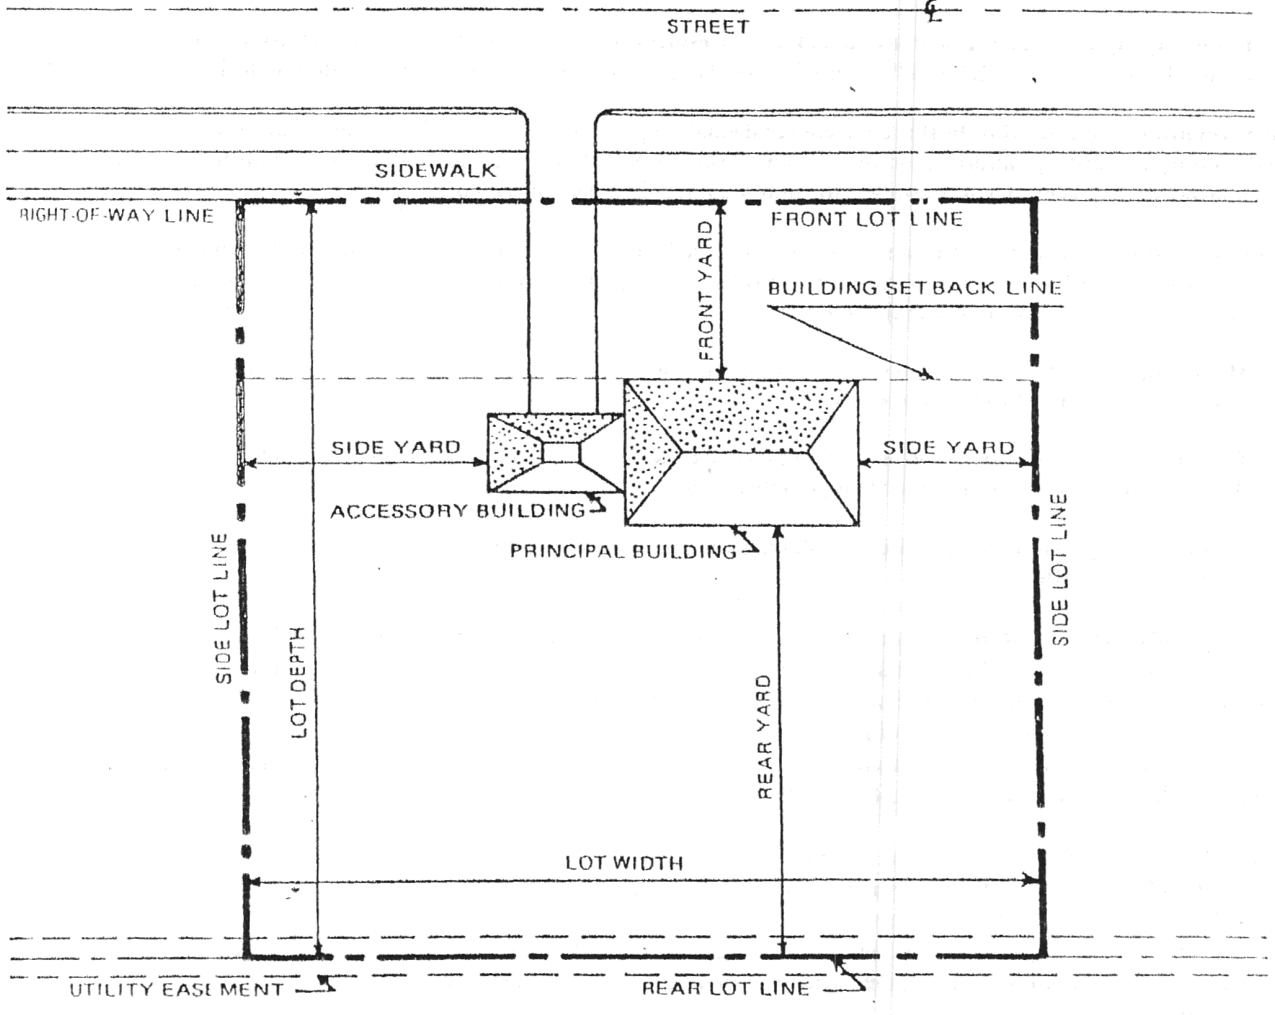 ℄
STREET
SIDEWALK
RIGHT-OF-WAY LINE
FRONT LOT LINE
FRONT YARD
BUILDING SETBACK LINE
SIDE YARD
SIDE YARD
ACCESSORY BUILDING
PRINCIPAL BUILDING
SIDE LOT LINE
SIDE LOT LINE
LOT DEPTH
REAR YARD
LOT WIDTH
UTILITY EASEMENT
REAR LOT LINE